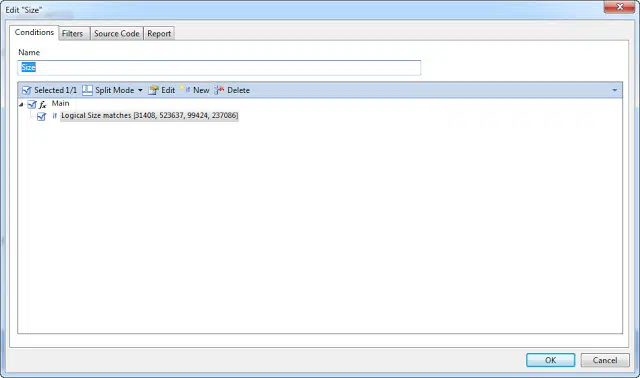 Edit "Size"
Conditions Filters Source Code Report
Name
Size
Selected 1/1 Split Mode Edit New Delete
fx Main
if Logical Size matches [31408, 523637, 99424, 237086]
OK Cancel